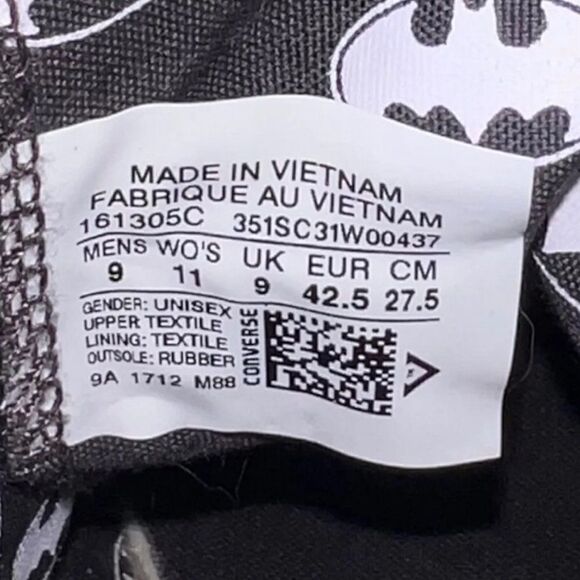 MADE IN VIETNAM
FABRIQUE AU VIETNAM
161305C 351SC31W00437
MENS WO'S UK EUR CM
9 11 9 42.5 27.5
GENDER: UNISEX
UPPER TEXTILE
LINING: TEXTILE
OUTSOLE: RUBBER
9A 1712 M88
CONVERSE